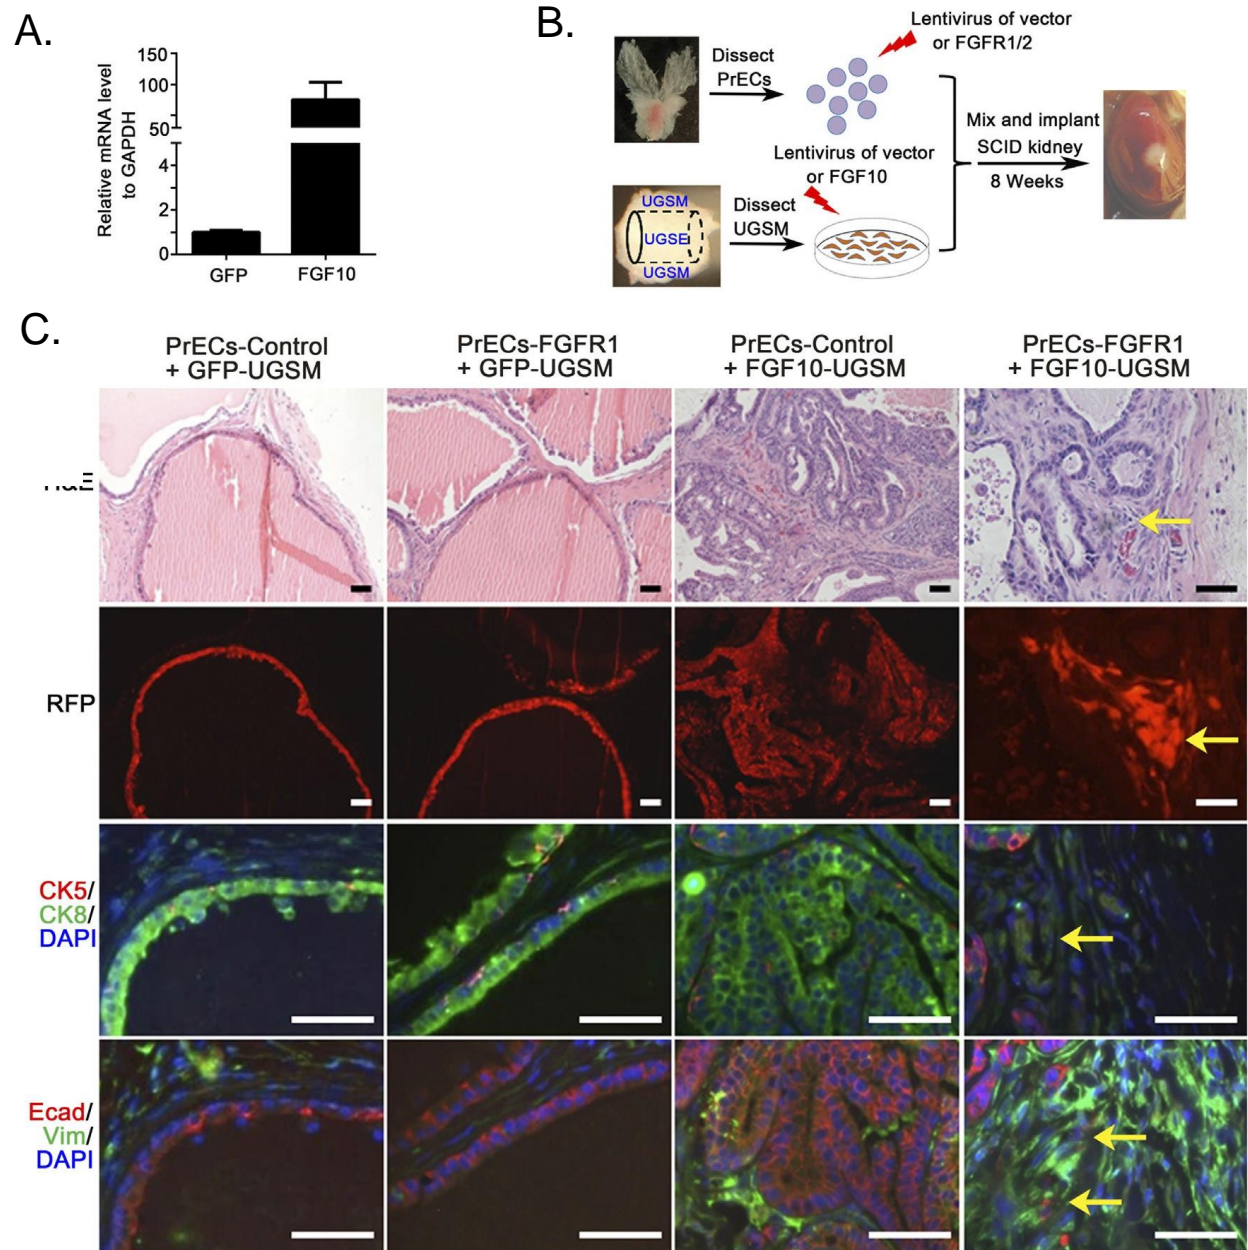 A.
Relative mRNA level
to GAPDH
150
100
50
4
2
0
GFP
FGF10
B.
Dissect
PrECs
Lentivirus of vector
or FGFR1/2
UGSM
UGSE
UGSM
Dissect
UGSM
Lentivirus of vector
or FGF10
Mix and implant
SCID kidney
8 Weeks
C.
PrECs-Control
+ GFP-UGSM
PrECs-FGFR1
+ GFP-UGSM
PrECs-Control
+ FGF10-UGSM
PrECs-FGFR1
+ FGF10-UGSM
RFP
CK5/
CK8/
DAPI
Ecad/
Vim/
DAPI